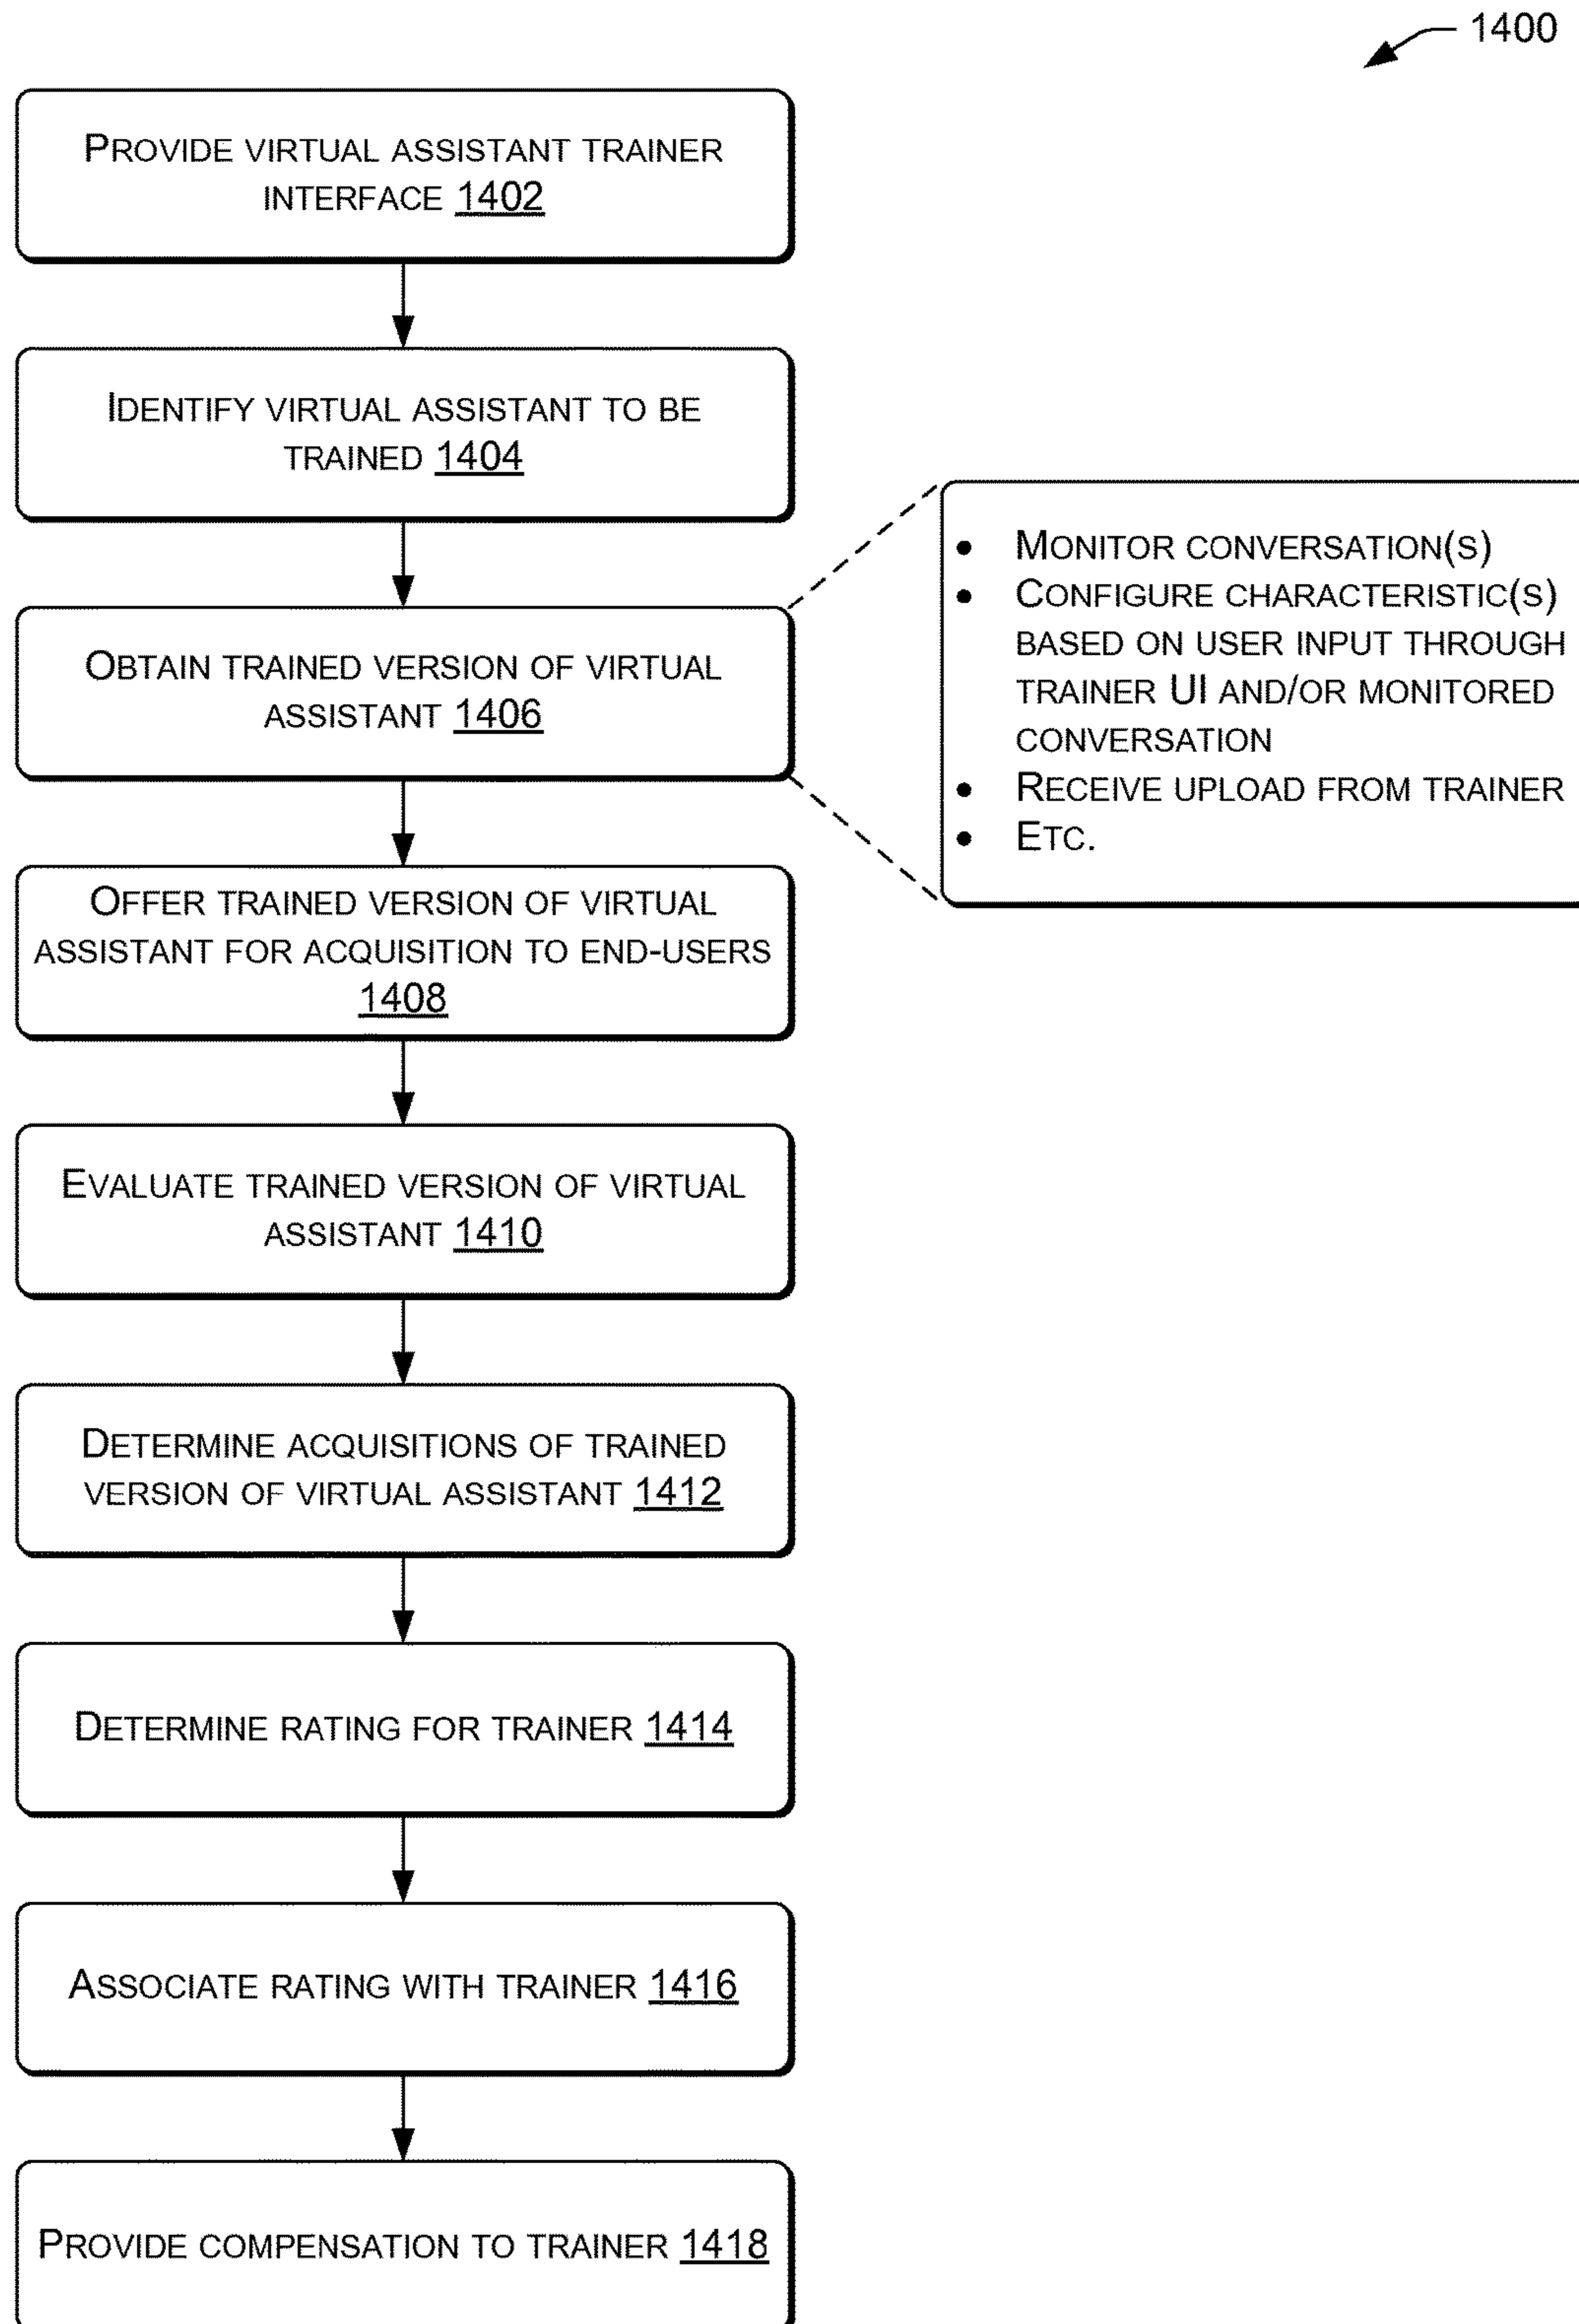 1400
PROVIDE VIRTUAL ASSISTANT TRAINER
INTERFACE 1402
IDENTIFY VIRTUAL ASSISTANT TO BE
TRAINED 1404
OBTAIN TRAINED VERSION OF VIRTUAL
ASSISTANT 1406
• MONITOR CONVERSATION(S)
• CONFIGURE CHARACTERISTIC(S)
BASED ON USER INPUT THROUGH
TRAINER UI AND/OR MONITORED
CONVERSATION
• RECEIVE UPLOAD FROM TRAINER
• ETC.
OFFER TRAINED VERSION OF VIRTUAL
ASSISTANT FOR ACQUISITION TO END-USERS
1408
EVALUATE TRAINED VERSION OF VIRTUAL
ASSISTANT 1410
DETERMINE ACQUISITIONS OF TRAINED
VERSION OF VIRTUAL ASSISTANT 1412
DETERMINE RATING FOR TRAINER 1414
ASSOCIATE RATING WITH TRAINER 1416
PROVIDE COMPENSATION TO TRAINER 1418